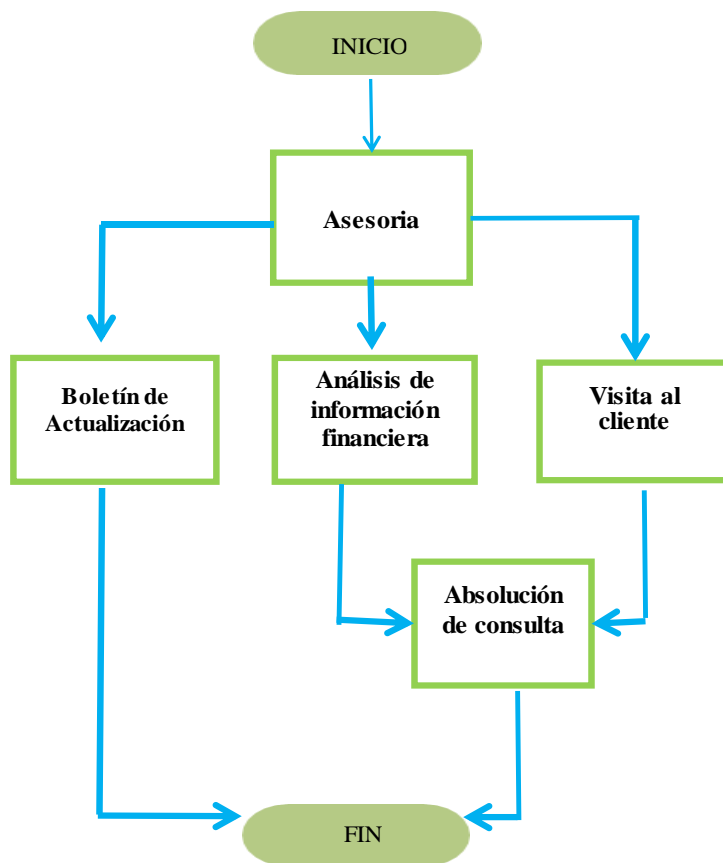 INICIO
Asesoria
Boletín de
Actualización
Análisis de
información
financiera
Visita al
cliente
Absolución
de consulta
FIN